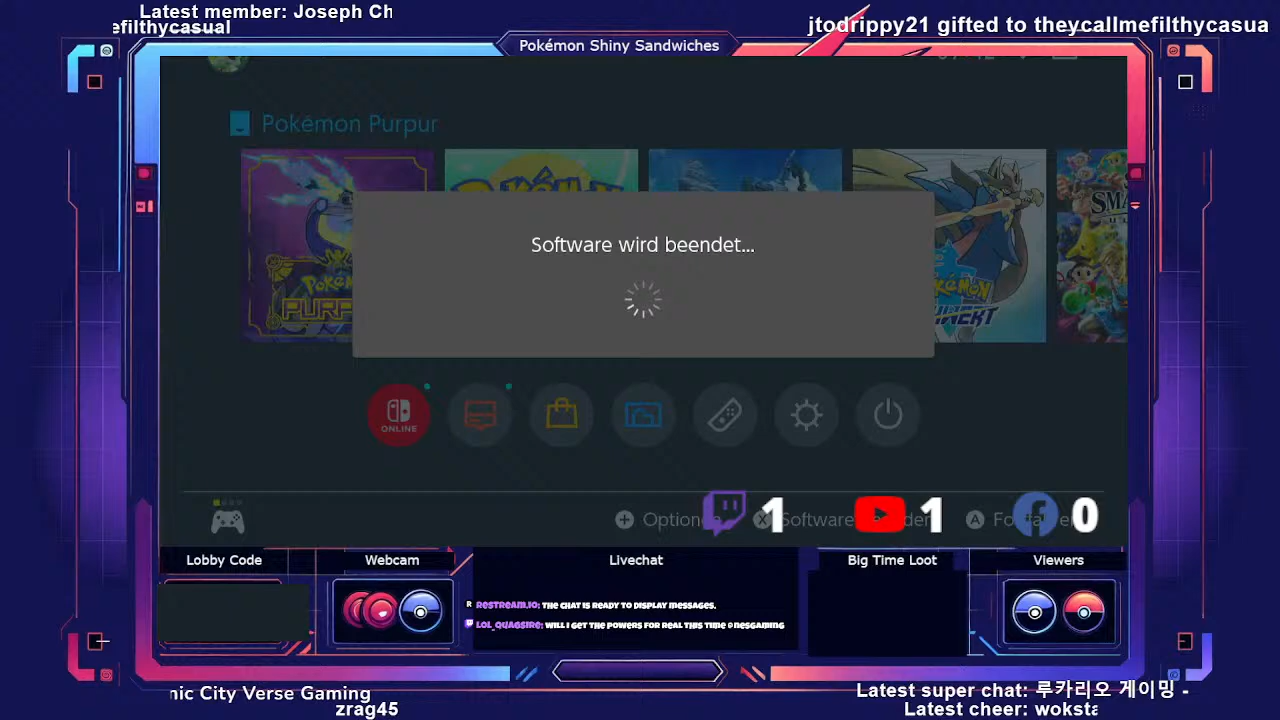 Latest member: Joseph Ch
efilthycasual
jtodrippy21 gifted to theycallmefilthycasua
Pokémon Shiny Sandwiches
Pokémon Purpur
Software wird beendet...
ONLINE
Optione
Software
1
1
0
Lobby Code
Webcam
Livechat
Big Time Loot
Viewers
RESTREAM.IO: THE CHAT IS READY TO DISPLAY MESSAGES.
LOL_QUAGSIRE: WILL I GET THE POWERS FOR REAL THIS TIME @NESGAMING
nic City Verse Gaming
zrag45
Latest super chat: 루카리오 게이밍 -
Latest cheer: woksta